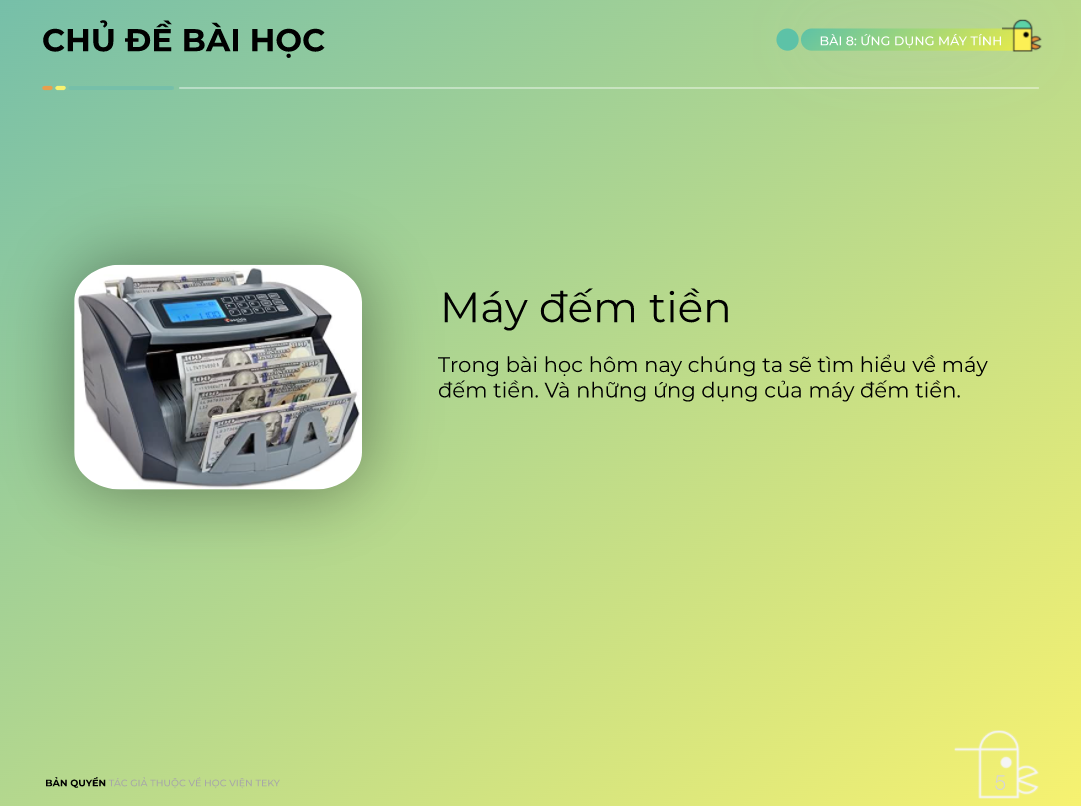 CHỦ ĐỀ BÀI HỌC
BÀI 8: ỨNG DỤNG MÁY TÍNH
Máy đếm tiền
Trong bài học hôm nay chúng ta sẽ tìm hiểu về máy
đếm tiền. Và những ứng dụng của máy đếm tiền.
BẢN QUYỀN TÁC GIẢ THUỘC VỀ HỌC VIỆN TEKY
5